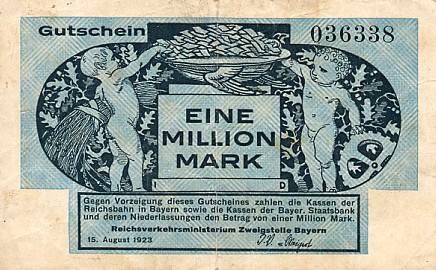 Gutschein 036338
EINE
MILLION
MARK
Gegen Vorzeigung dieses Gutscheines zahlen die Kassen der
Reichsbahn in Bayern sowie die Kassen der Bayer. Staatsbank
und deren Niederlassungen den Betrag von einer Million Mark.
Reichsverkehrsministerium Zweigstelle Bayern
15. August 1923